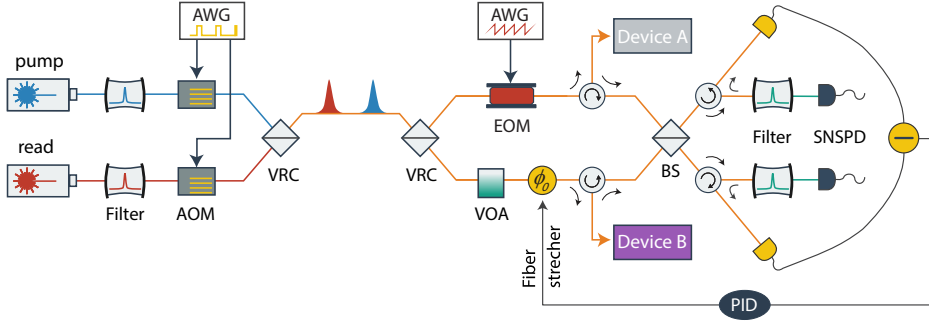 AWG
AWG
pump
Device A
EOM
read
VRC
VRC
BS
Filter
SNSPD
Filter
AOM
VOA
ϕ0
Device B
Fiber
strecher
PID